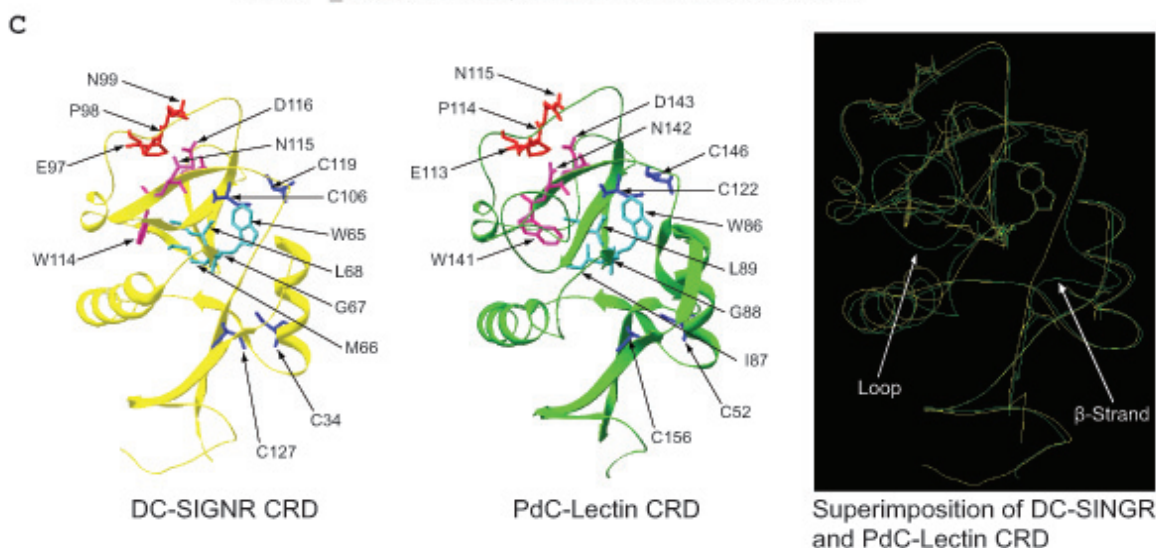 C
N99
P98
E97
D116
N115
C119
C106
W65
W114
L68
G67
M66
C34
C127
DC-SIGNR CRD
N115
P114
E113
D143
N142
C146
C122
W86
W141
L89
G88
I87
C52
C156
PdC-Lectin CRD
Loop
β-Strand
Superimposition of DC-SINGR
and PdC-Lectin CRD